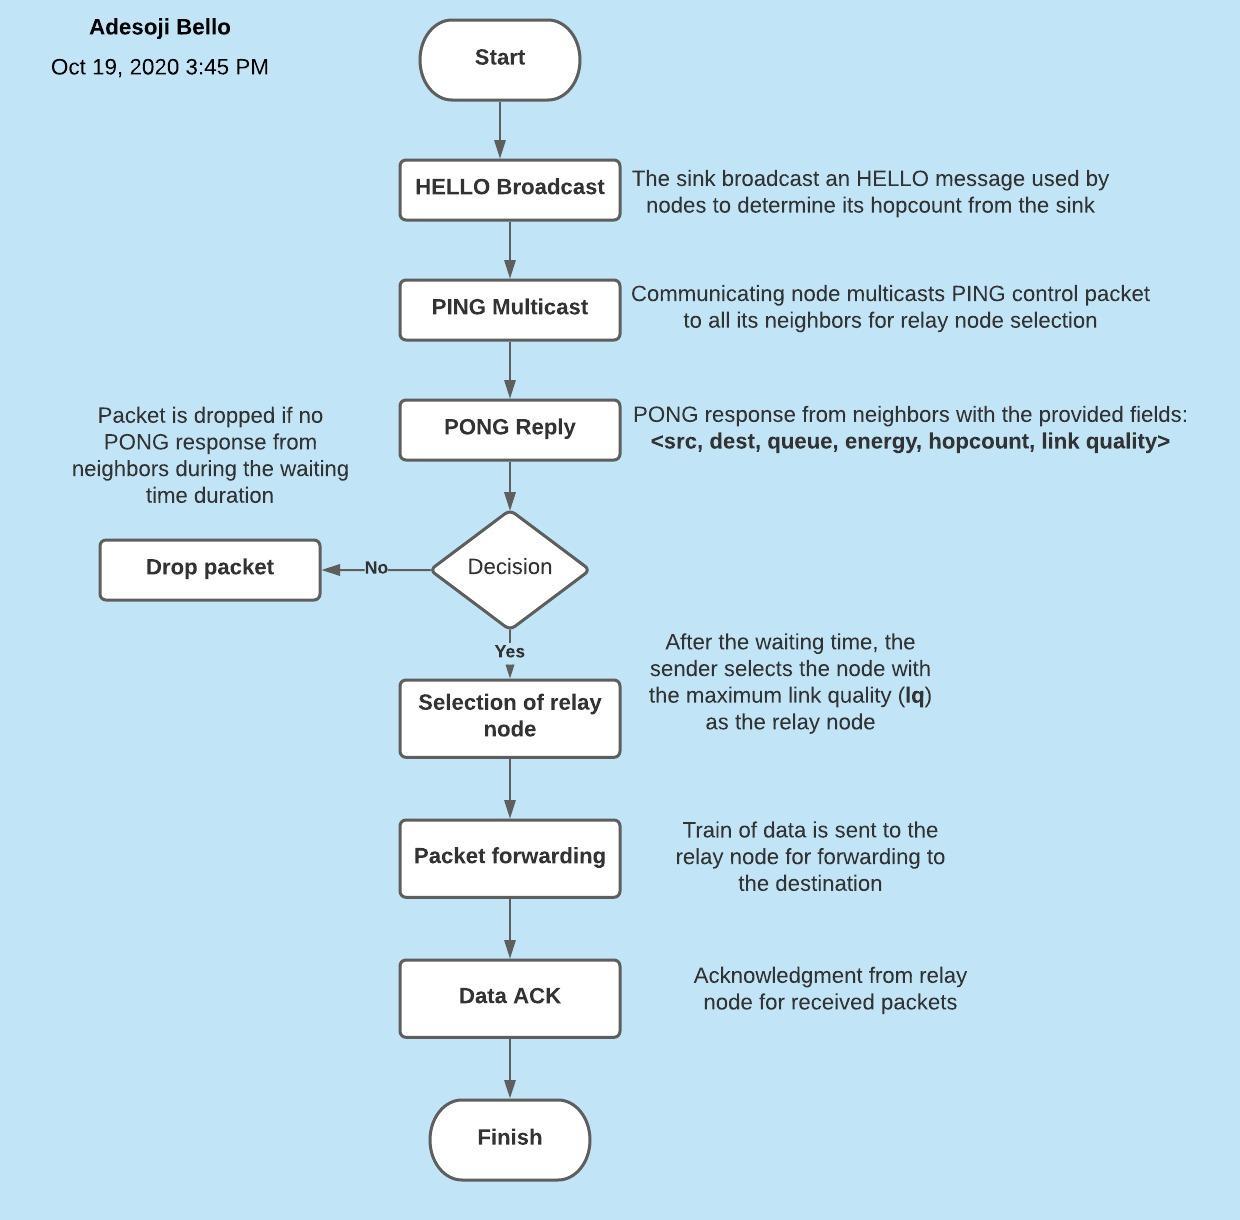 Adesoji Bello
Oct 19, 2020 3:45 PM
Start
HELLO Broadcast
The sink broadcast an HELLO message used by
nodes to determine its hopcount from the sink
PING Multicast
Communicating node multicasts PING control packet
to all its neighbors for relay node selection
PONG Reply
PONG response from neighbors with the provided fields:
<src, dest, queue, energy, hopcount, link quality>
Packet is dropped if no
PONG response from
neighbors during the waiting
time duration
Decision
No
Drop packet
Yes
Selection of relay
node
After the waiting time, the
sender selects the node with
the maximum link quality (lq)
as the relay node
Packet forwarding
Train of data is sent to the
relay node for forwarding to
the destination
Data ACK
Acknowledgment from relay
node for received packets
Finish